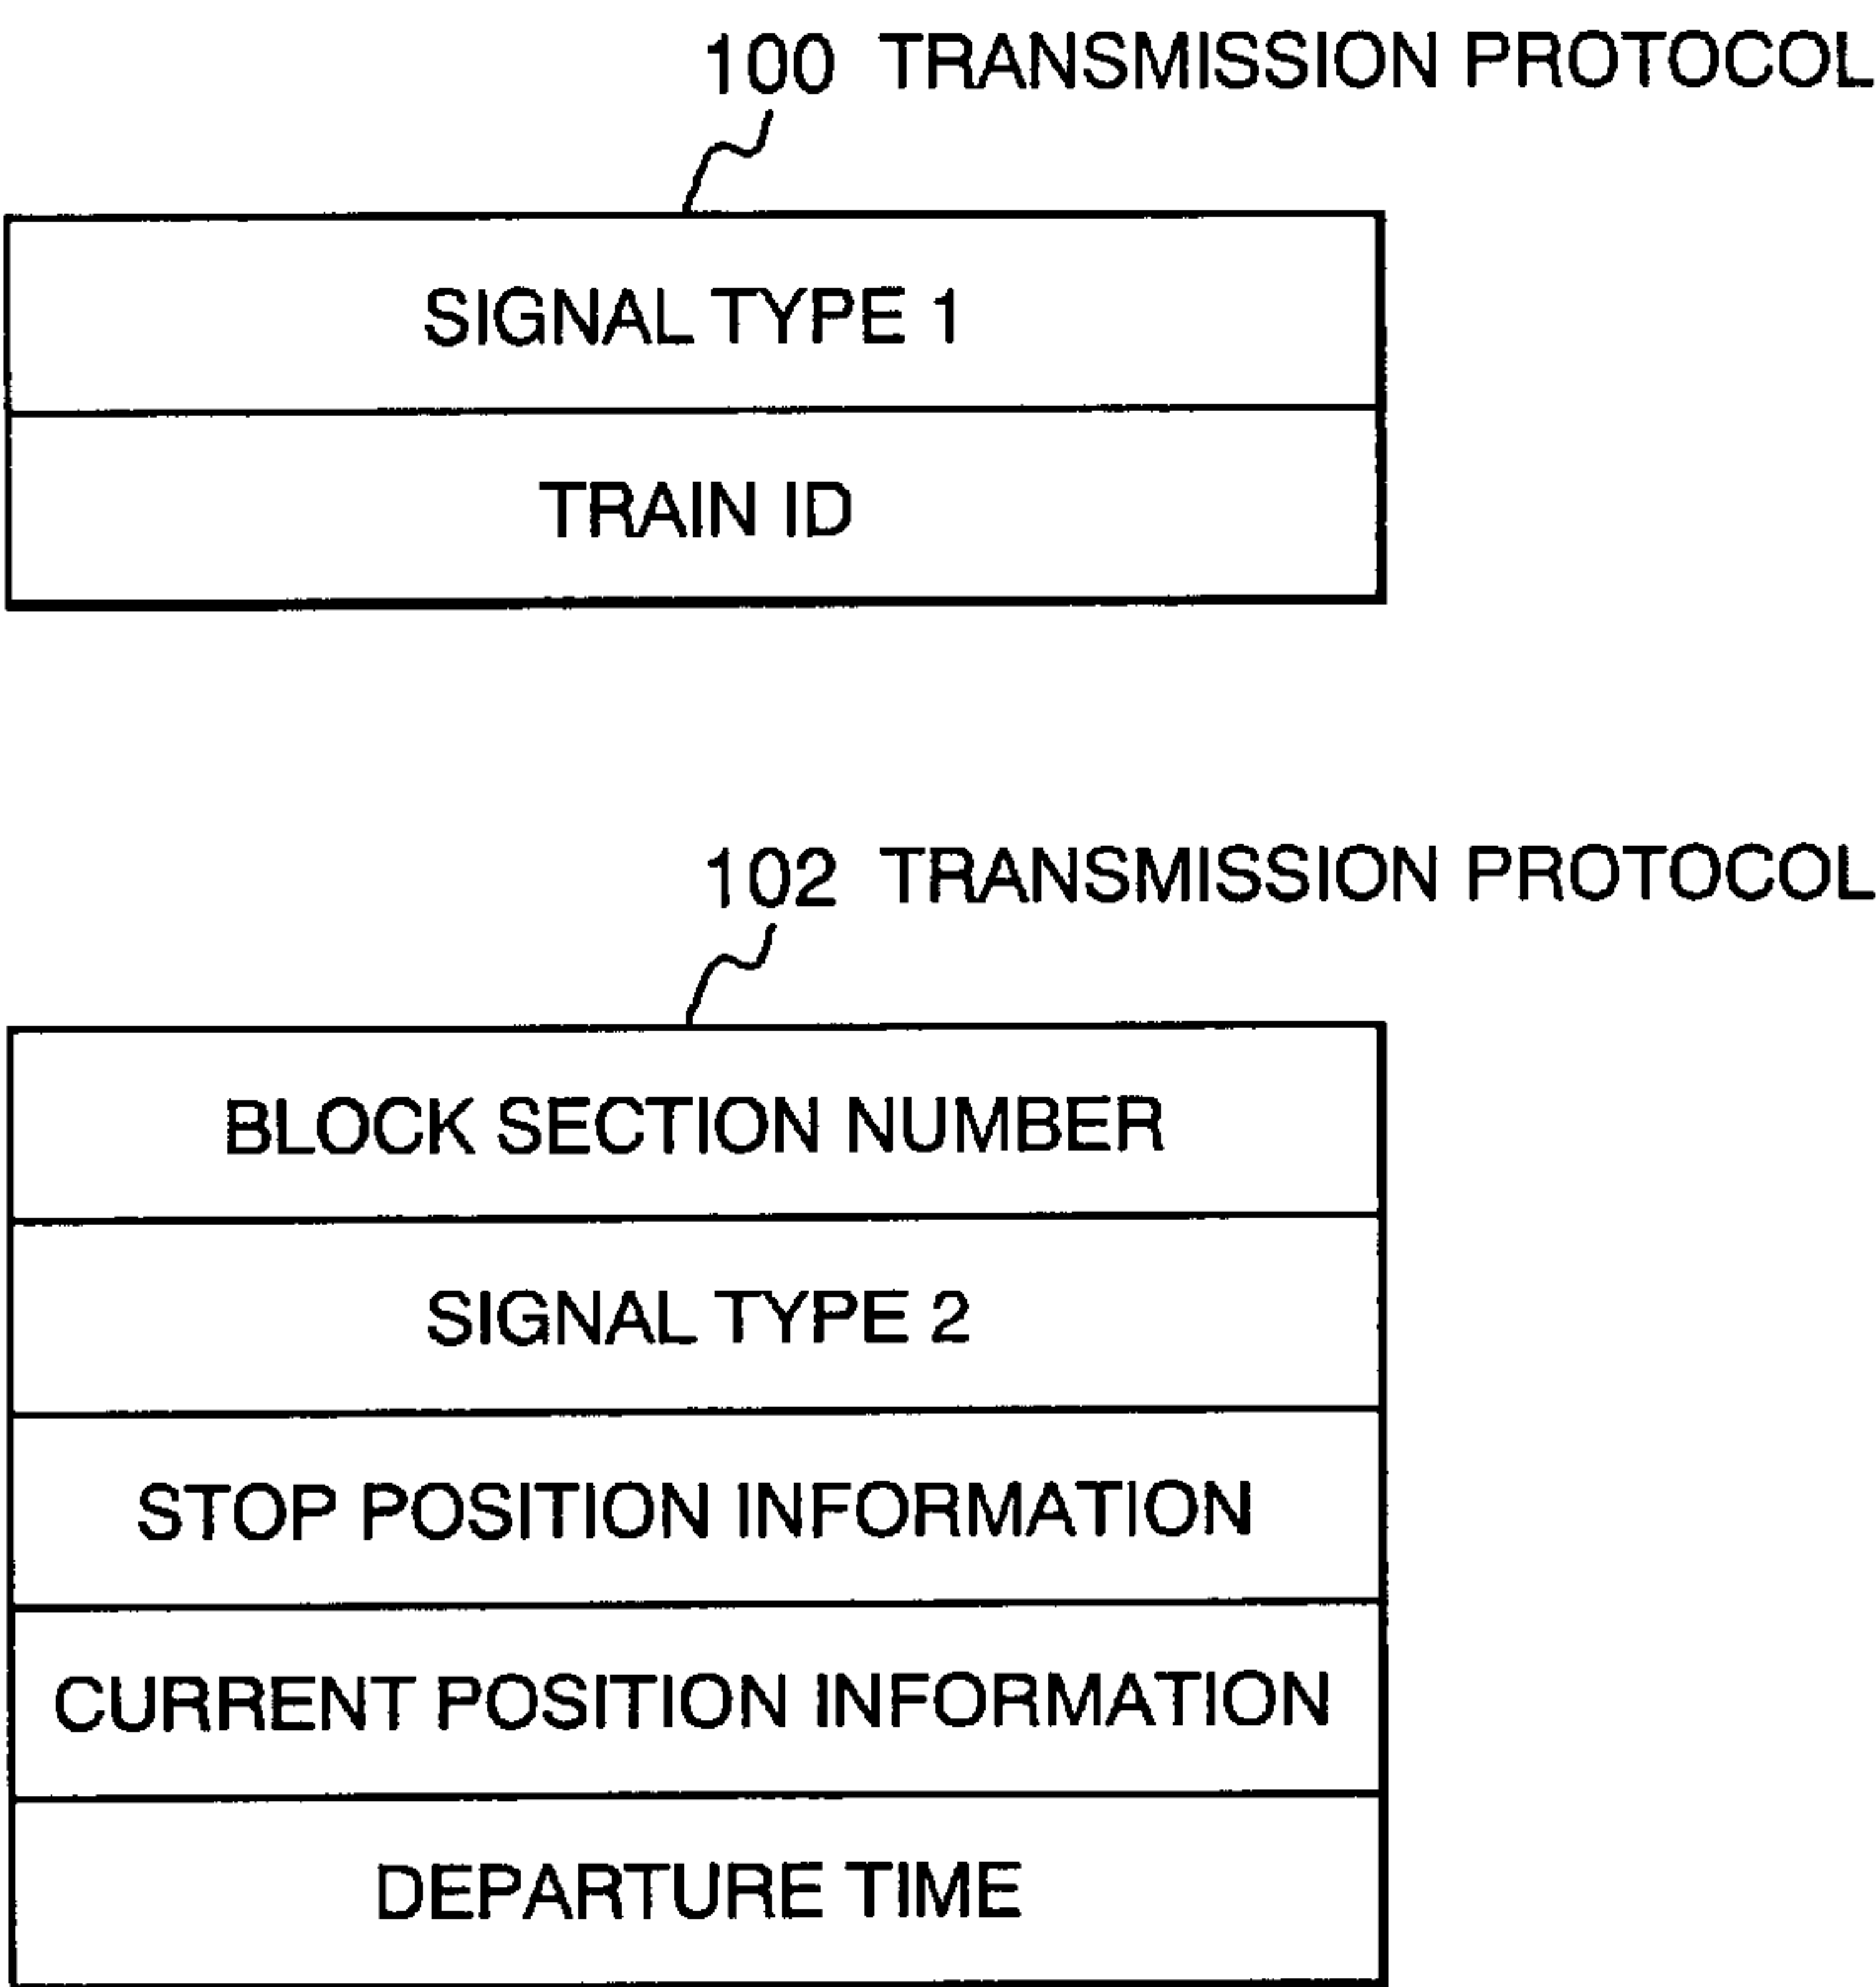 100 TRANSMISSION PROTOCOL
SIGNAL TYPE 1
TRAIN ID
102 TRANSMISSION PROTOCOL
BLOCK SECTION NUMBER
SIGNAL TYPE 2
STOP POSITION INFORMATION
CURRENT POSITION INFORMATION
DEPARTURE TIME